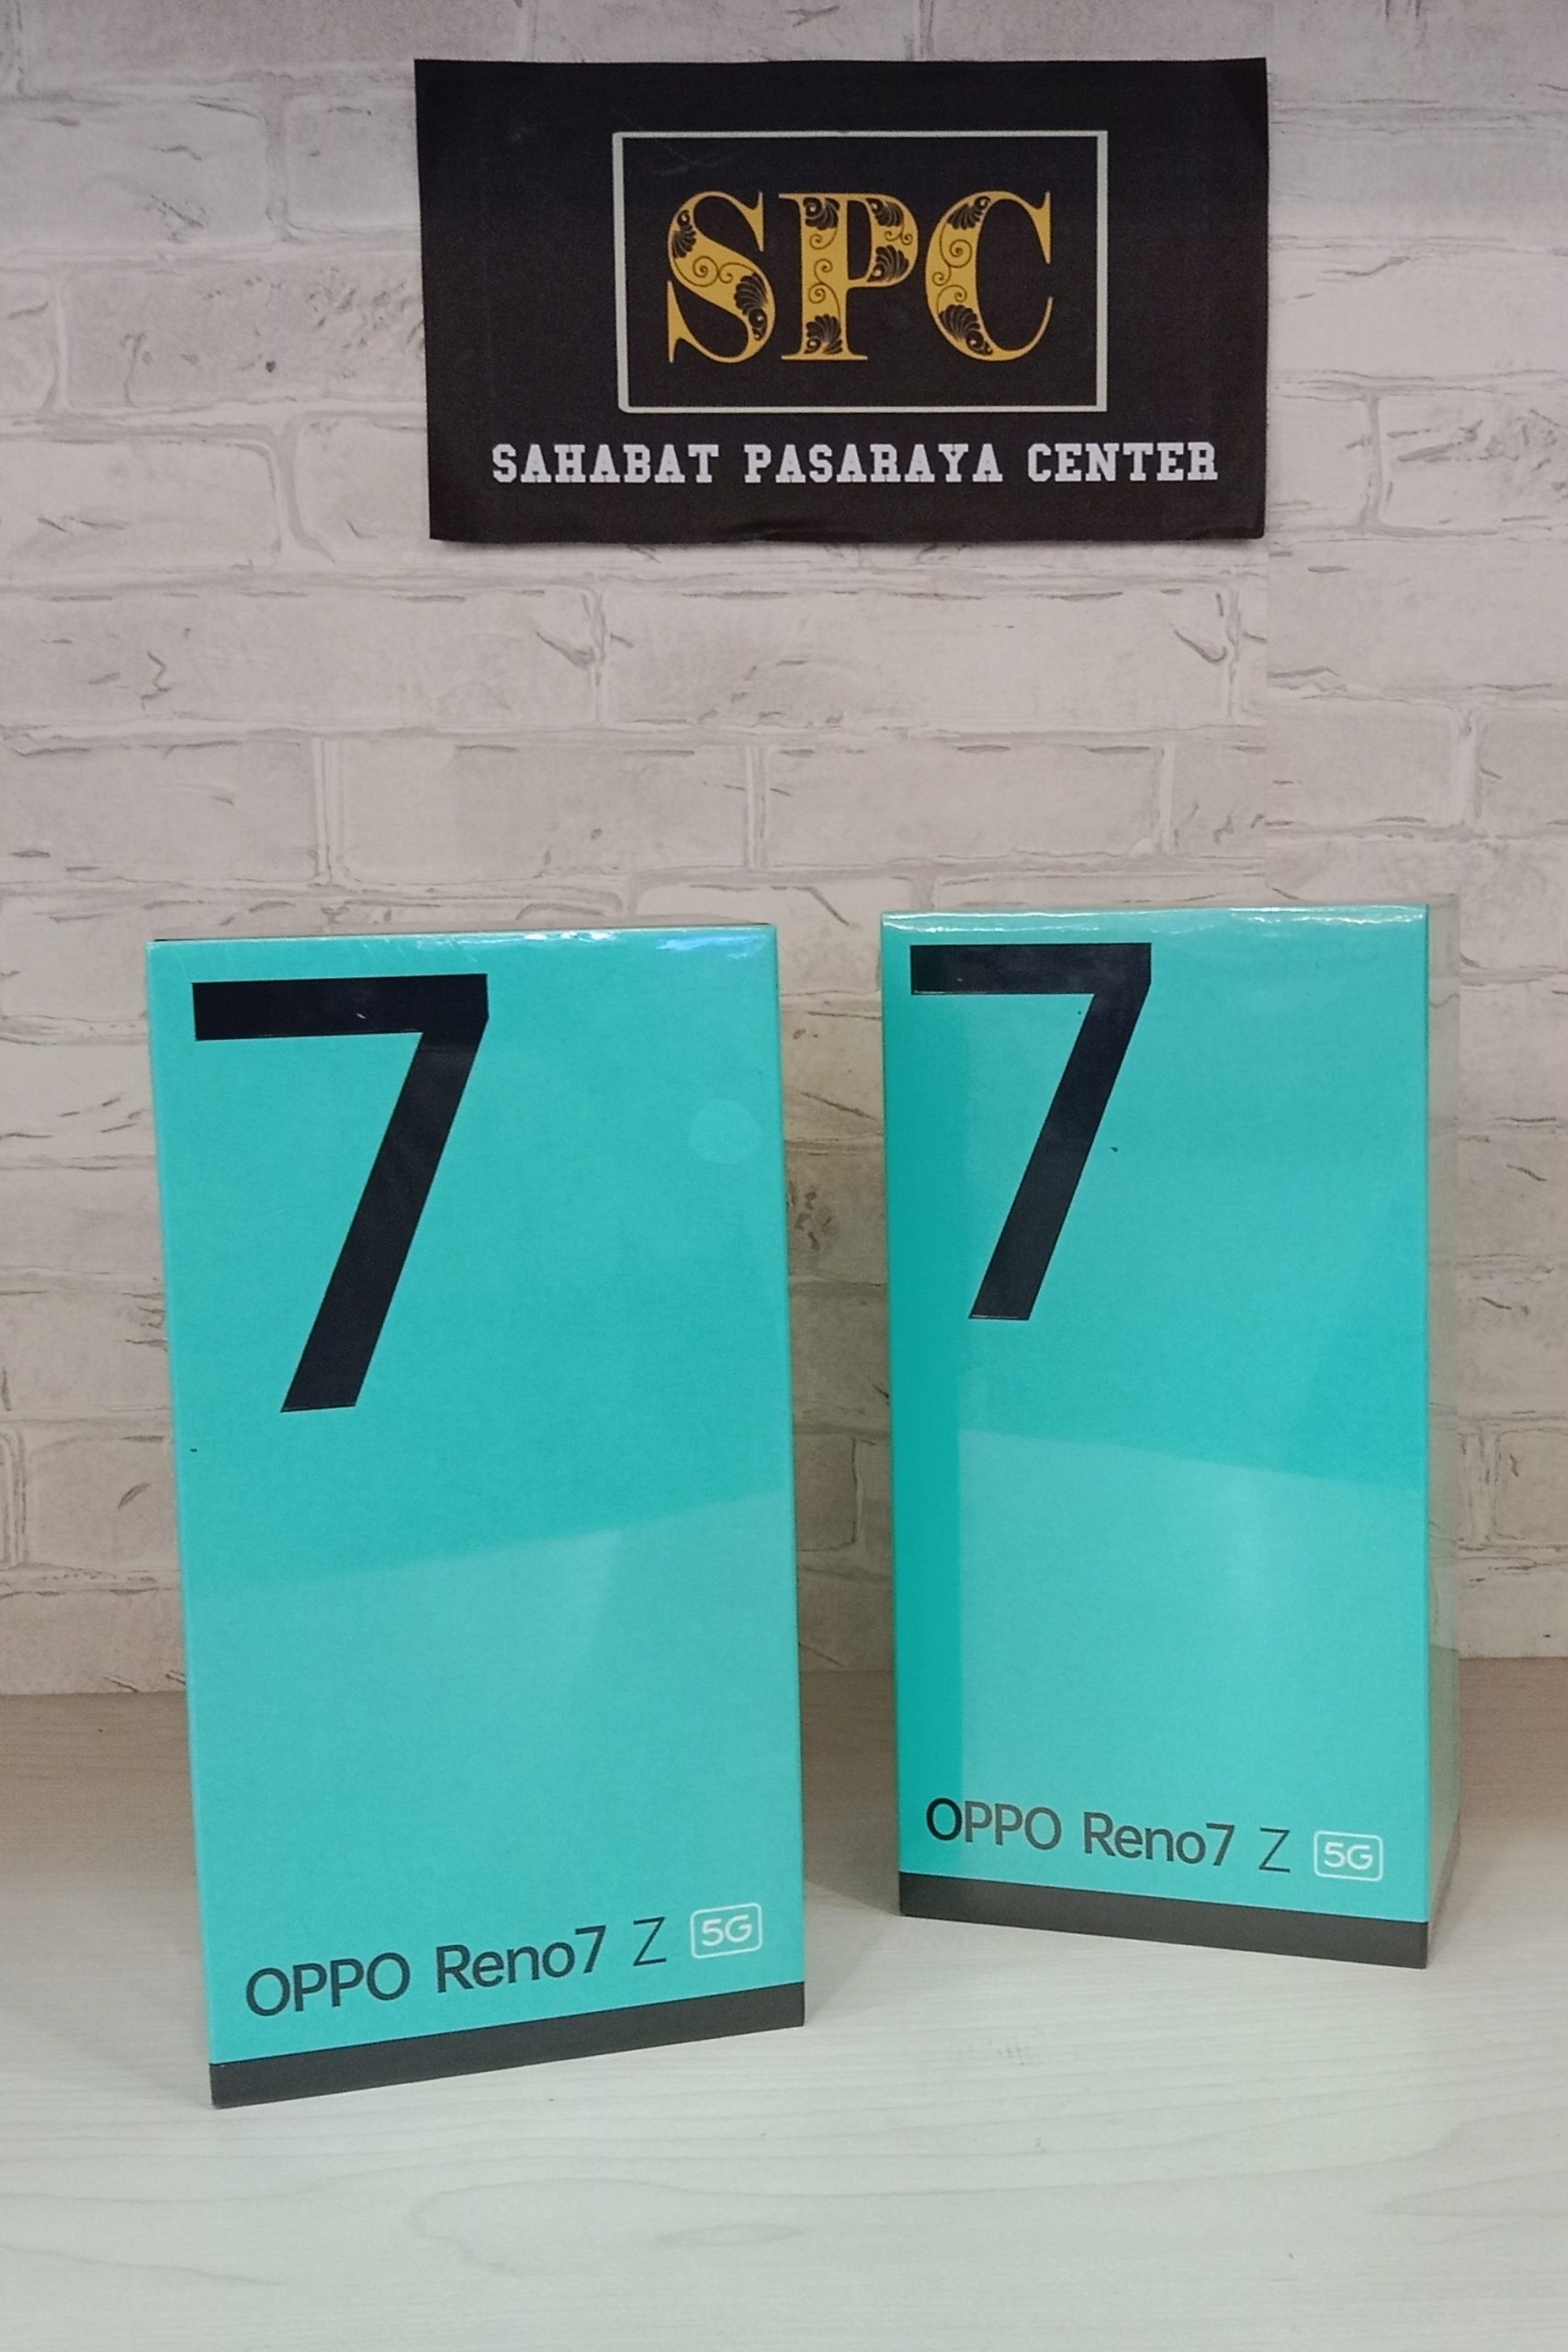 SPC
SAHABAT PASARAYA CENTER
7
OPPO Reno7 Z 5G
7
OPPO Reno7 Z 5G